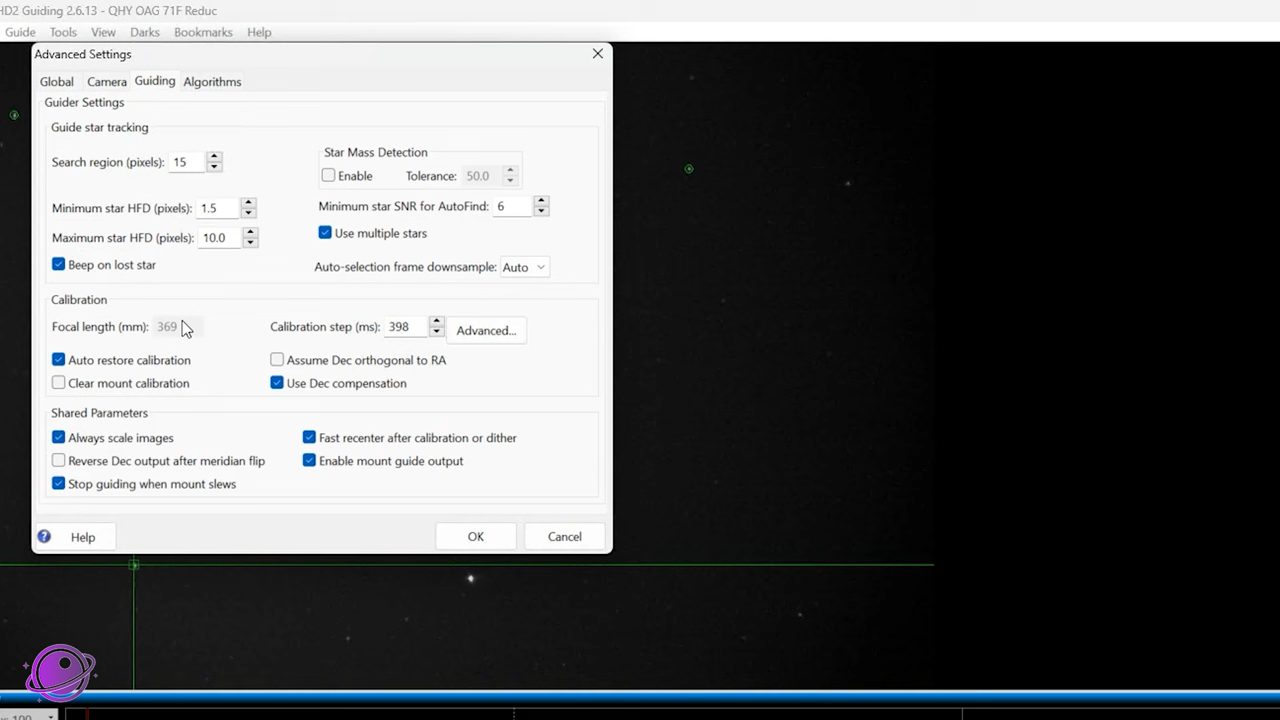 HD2 Guiding 2.6.13 - QHY OAG 71F Reduc
Guide Tools View Darks Bookmarks Help
Advanced Settings
Global Camera Guiding Algorithms
Guider Settings
Guide star tracking
Search region (pixels): 15
Star Mass Detection
Enable Tolerance: 50.0
Minimum star HFD (pixels): 1.5
Minimum star SNR for AutoFind: 6
Maximum star HFD (pixels): 10.0
Use multiple stars
Beep on lost star
Auto-selection frame downsample: Auto
Calibration
Focal length (mm): 369
Calibration step (ms): 398
Advanced...
Auto restore calibration
Assume Dec orthogonal to RA
Clear mount calibration
Use Dec compensation
Shared Parameters
Always scale images
Fast recenter after calibration or dither
Reverse Dec output after meridian flip
Enable mount guide output
Stop guiding when mount slews
? Help
OK
Cancel